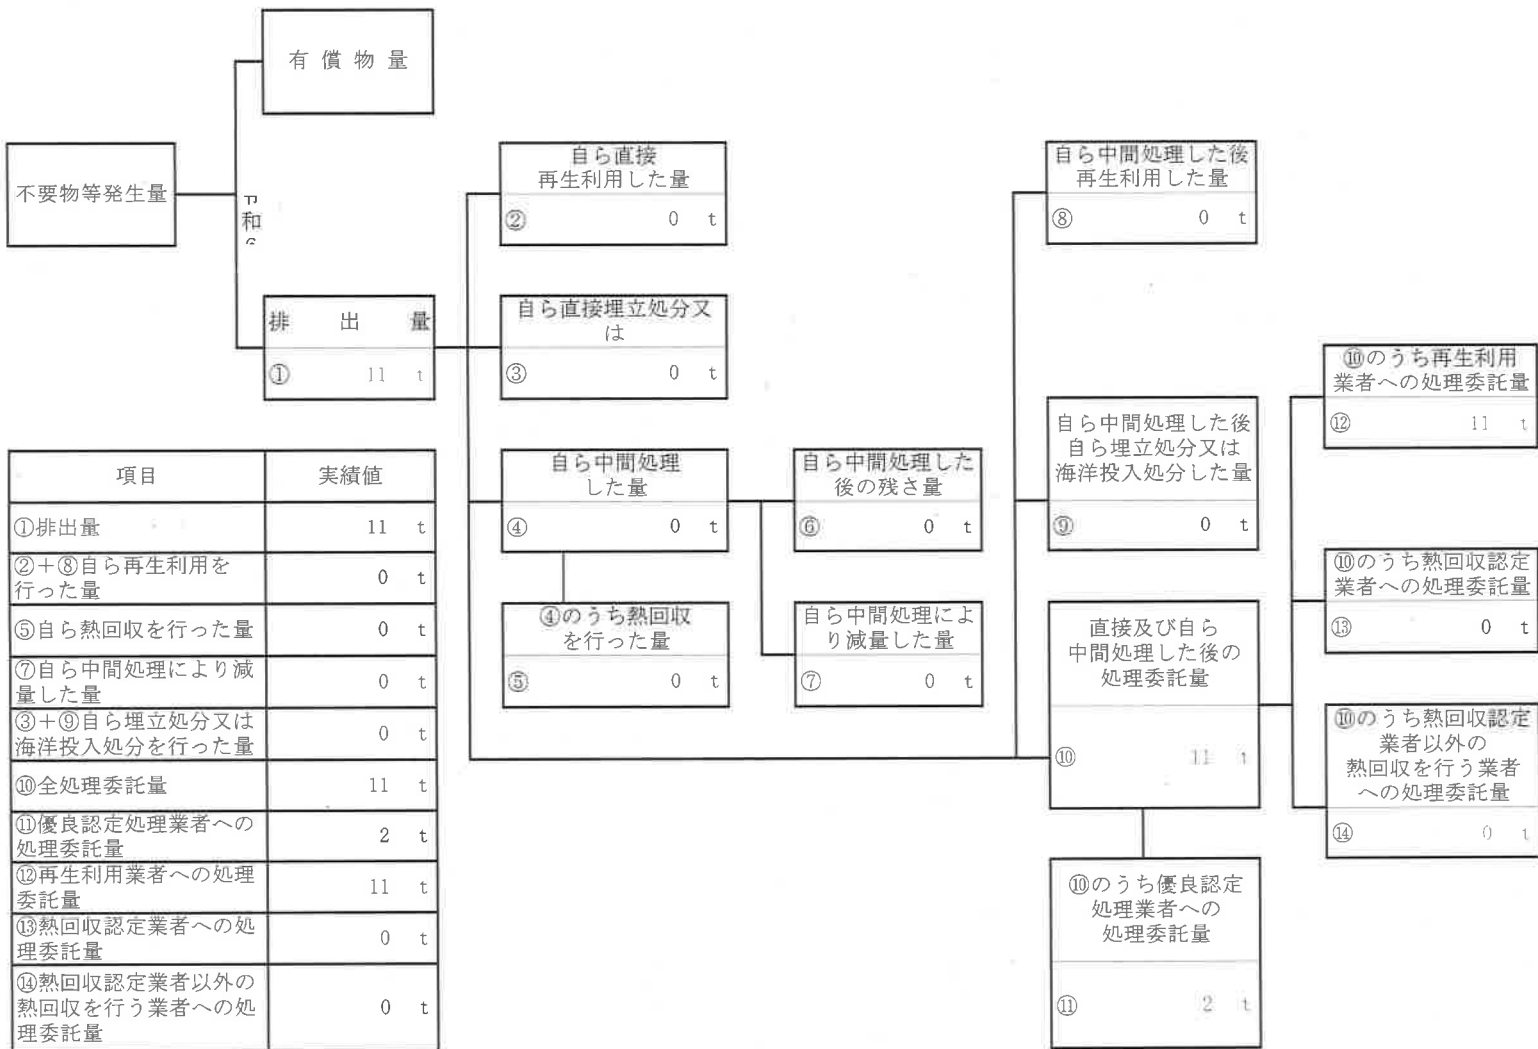 有償物量
不要物等発生量
和
排出量
① 11 t
自ら直接
再生利用した量
② 0 t
自ら直接埋立処分又
は
③ 0 t
自ら中間処理
した量
④ 0 t
④のうち熱回収
を行った量
⑤ 0 t
自ら中間処理した
後の残さ量
⑥ 0 t
自ら中間処理によ
り減量した量
⑦ 0 t
自ら中間処理した後
再生利用した量
⑧ 0 t
自ら中間処理した後
自ら埋立処分又は
海洋投入処分した量
⑨ 0 t
直接及び自ら
中間処理した後の
処理委託量
⑩ 11 t
⑩のうち優良認定
処理業者への
処理委託量
⑪ 2 t
⑩のうち再生利用
業者への処理委託量
⑫ 11 t
⑩のうち熱回収認定
業者への処理委託量
⑬ 0 t
⑩のうち熱回収認定
業者以外の
熱回収を行う業者
への処理委託量
⑭ 0 t
項目 実績値
①排出量 11 t
②+⑧自ら再生利用を
行った量 0 t
⑤自ら熱回収を行った量 0 t
⑦自ら中間処理により減
量した量 0 t
③+⑨自ら埋立処分又は
海洋投入処分を行った量 0 t
⑩全処理委託量 11 t
⑪優良認定処理業者への
処理委託量 2 t
⑫再生利用業者への処理
委託量 11 t
⑬熱回収認定業者への処
理委託量 0 t
⑭熱回収認定業者以外の
熱回収を行う業者への処
理委託量 0 t